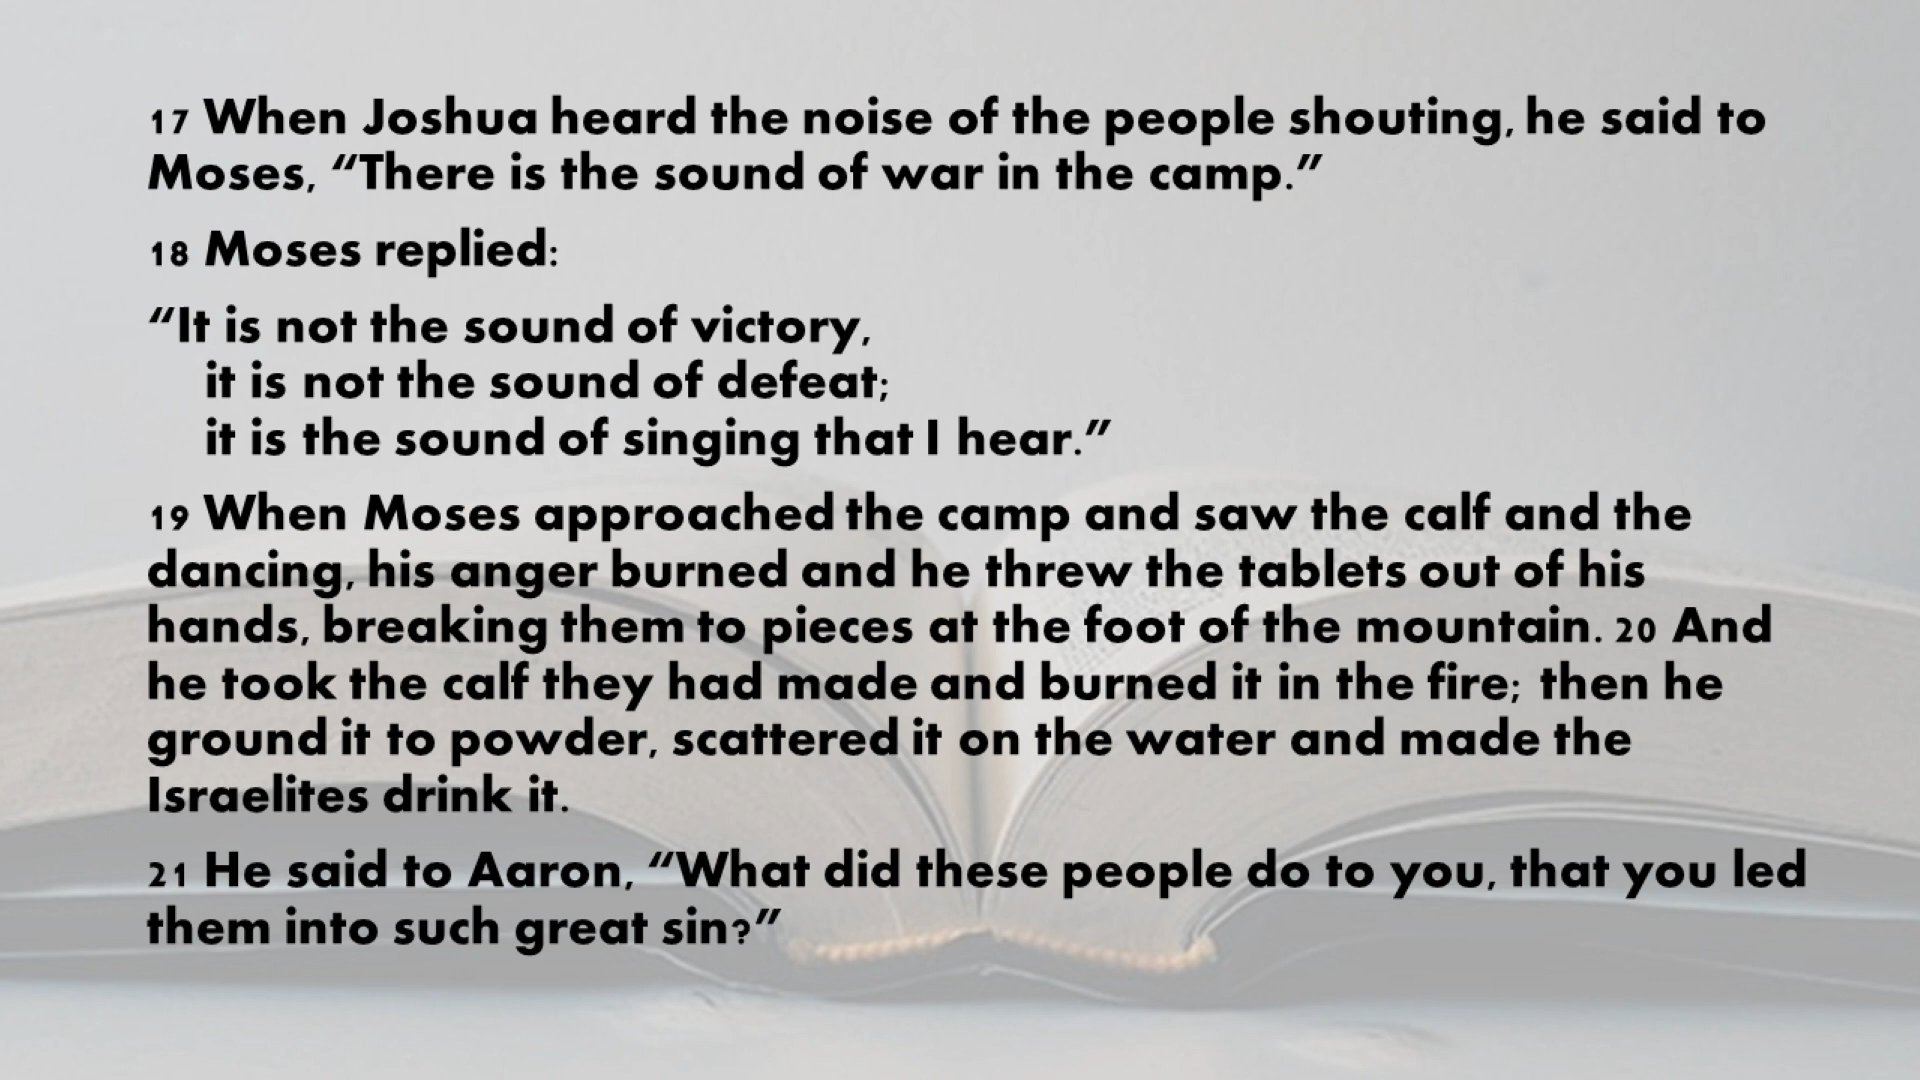 17 When Joshua heard the noise of the people shouting, he said to
Moses, “There is the sound of war in the camp.”
18 Moses replied:
“It is not the sound of victory,
it is not the sound of defeat;
it is the sound of singing that I hear.”
19 When Moses approached the camp and saw the calf and the
dancing, his anger burned and he threw the tablets out of his
hands, breaking them to pieces at the foot of the mountain. 20 And
he took the calf they had made and burned it in the fire; then he
ground it to powder, scattered it on the water and made the
Israelites drink it.
21 He said to Aaron, “What did these people do to you, that you led
them into such great sin?”